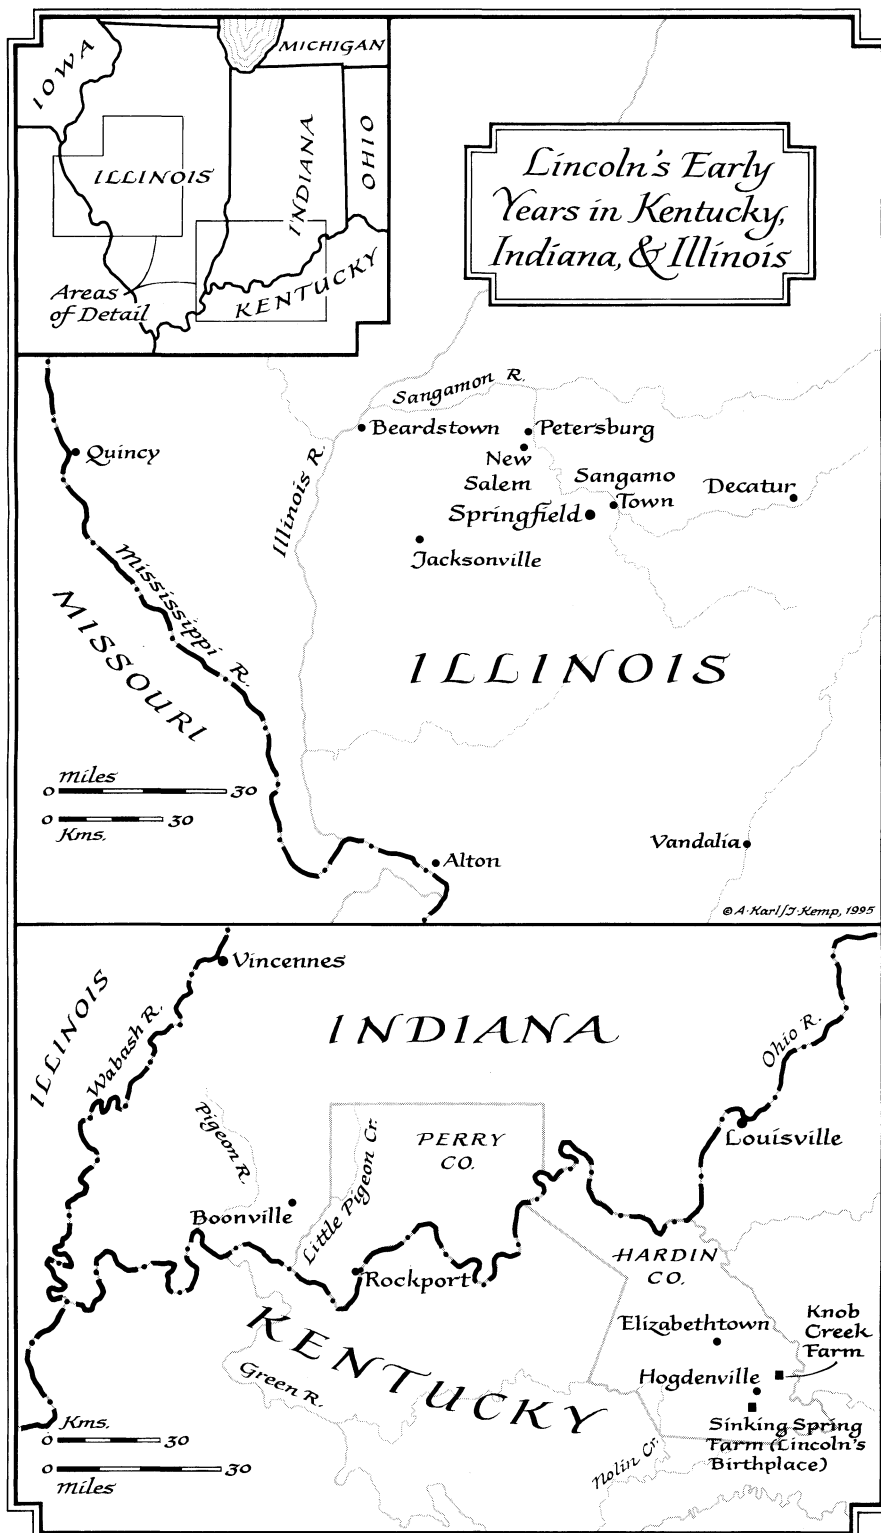 IOWA
MICHIGAN
ILLINOIS
INDIANA
OHIO
KENTUCKY
Areas
of Detail
Lincoln's Early
Years in Kentucky,
Indiana, & Illinois
Sangamon R.
Beardstown
Petersburg
Quincy
New
Salem
Illinois R.
Sangamo
Town
Decatur
Springfield
Jacksonville
Mississippi R.
MISSOURI
ILLINOIS
miles
0 30
0 30
Kms.
Vandalia
Alton
© A·Karl/J·Kemp, 1995
Vincennes
ILLINOIS
Wabash R.
INDIANA
Ohio R.
Pigeon R.
Little Pigeon Cr.
PERRY
CO.
Louisville
Boonville
Rockport
HARDIN
CO.
KENTUCKY
Elizabethtown
Knob
Creek
Farm
Hogdenville
Green R.
Sinking Spring
Farm (Lincoln's
Birthplace)
Nolin Cr.
Kms.
0 30
0 30
miles